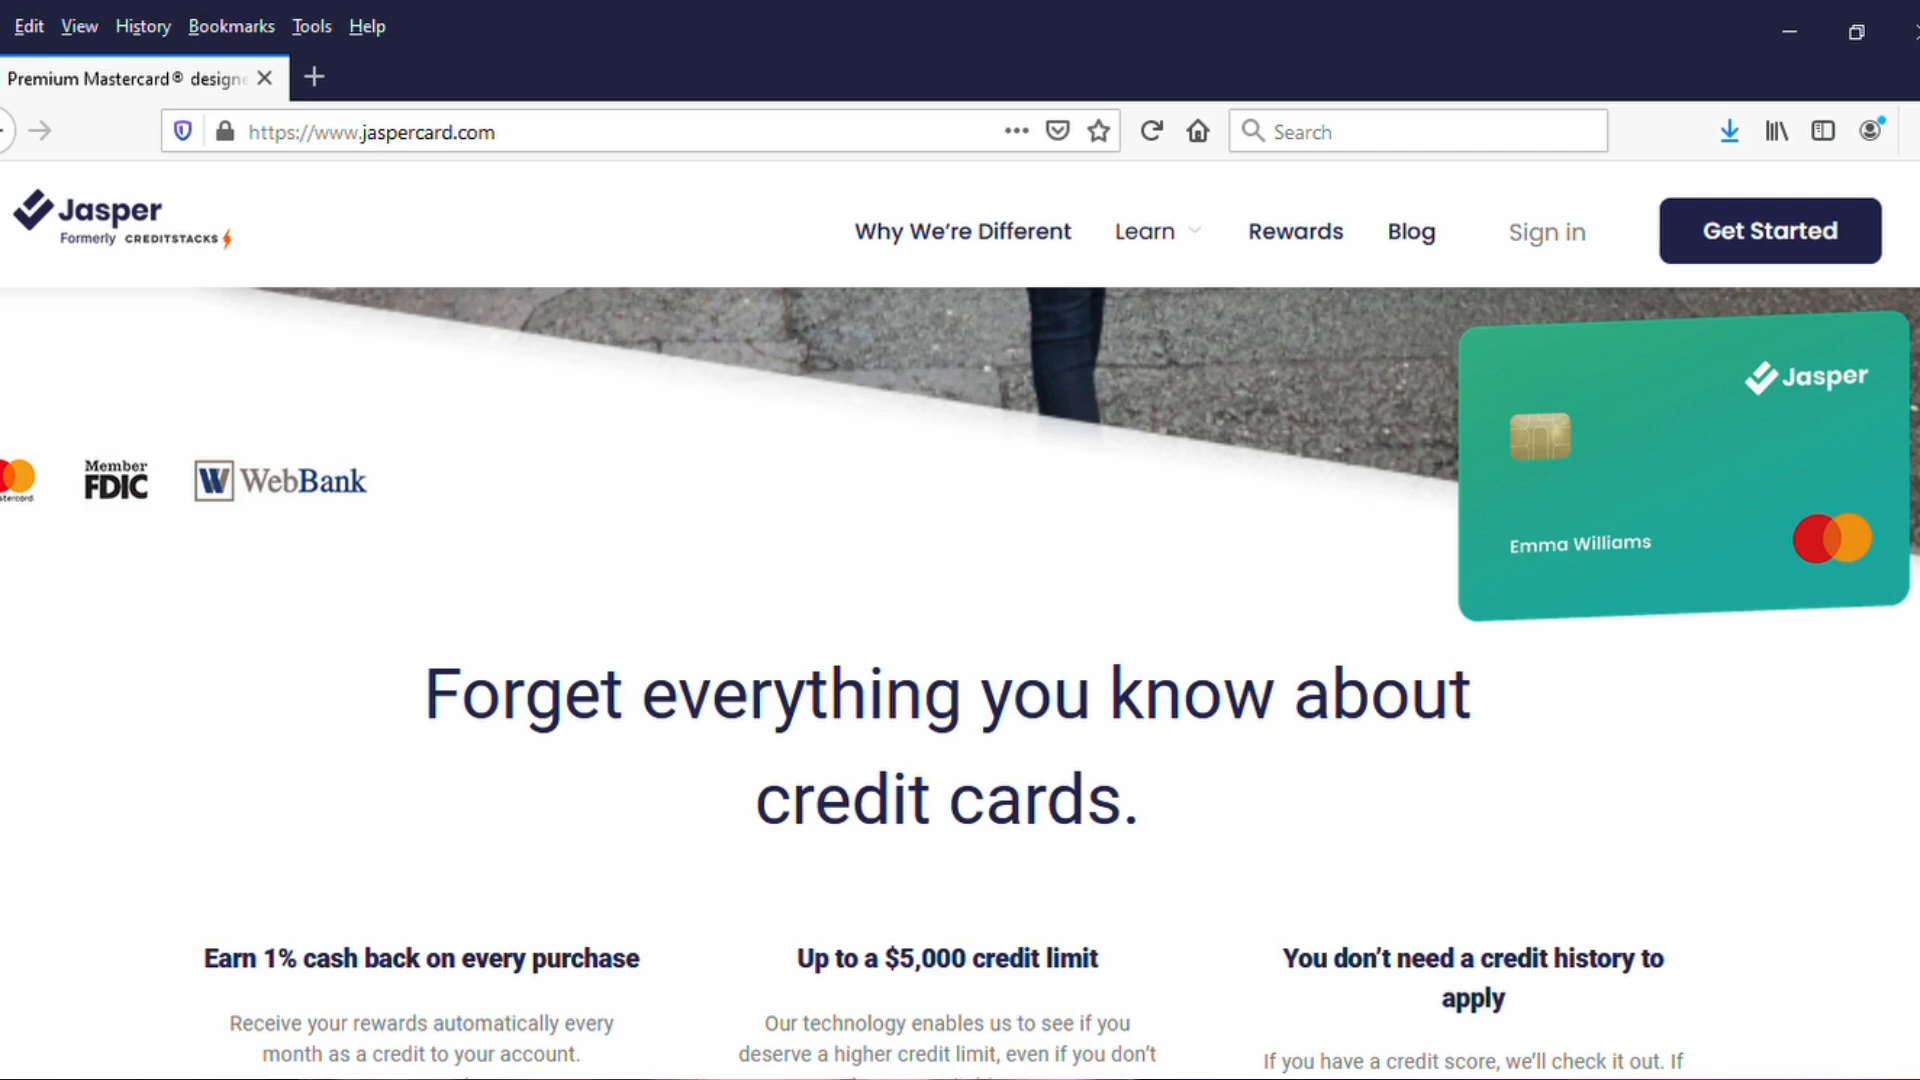 Edit View History Bookmarks Tools Help
Premium Mastercard® designe
https://www.jaspercard.com
Search
Jasper
Formerly CREDITSTACKS
Why We're Different Learn Rewards Blog Sign in Get Started
Jasper
Member
FDIC
WebBank
Emma Williams
Forget everything you know about
credit cards.
Earn 1% cash back on every purchase
Receive your rewards automatically every
month as a credit to your account.
Up to a $5,000 credit limit
Our technology enables us to see if you
deserve a higher credit limit, even if you don't
You don't need a credit history to
apply
If you have a credit score, we'll check it out. If